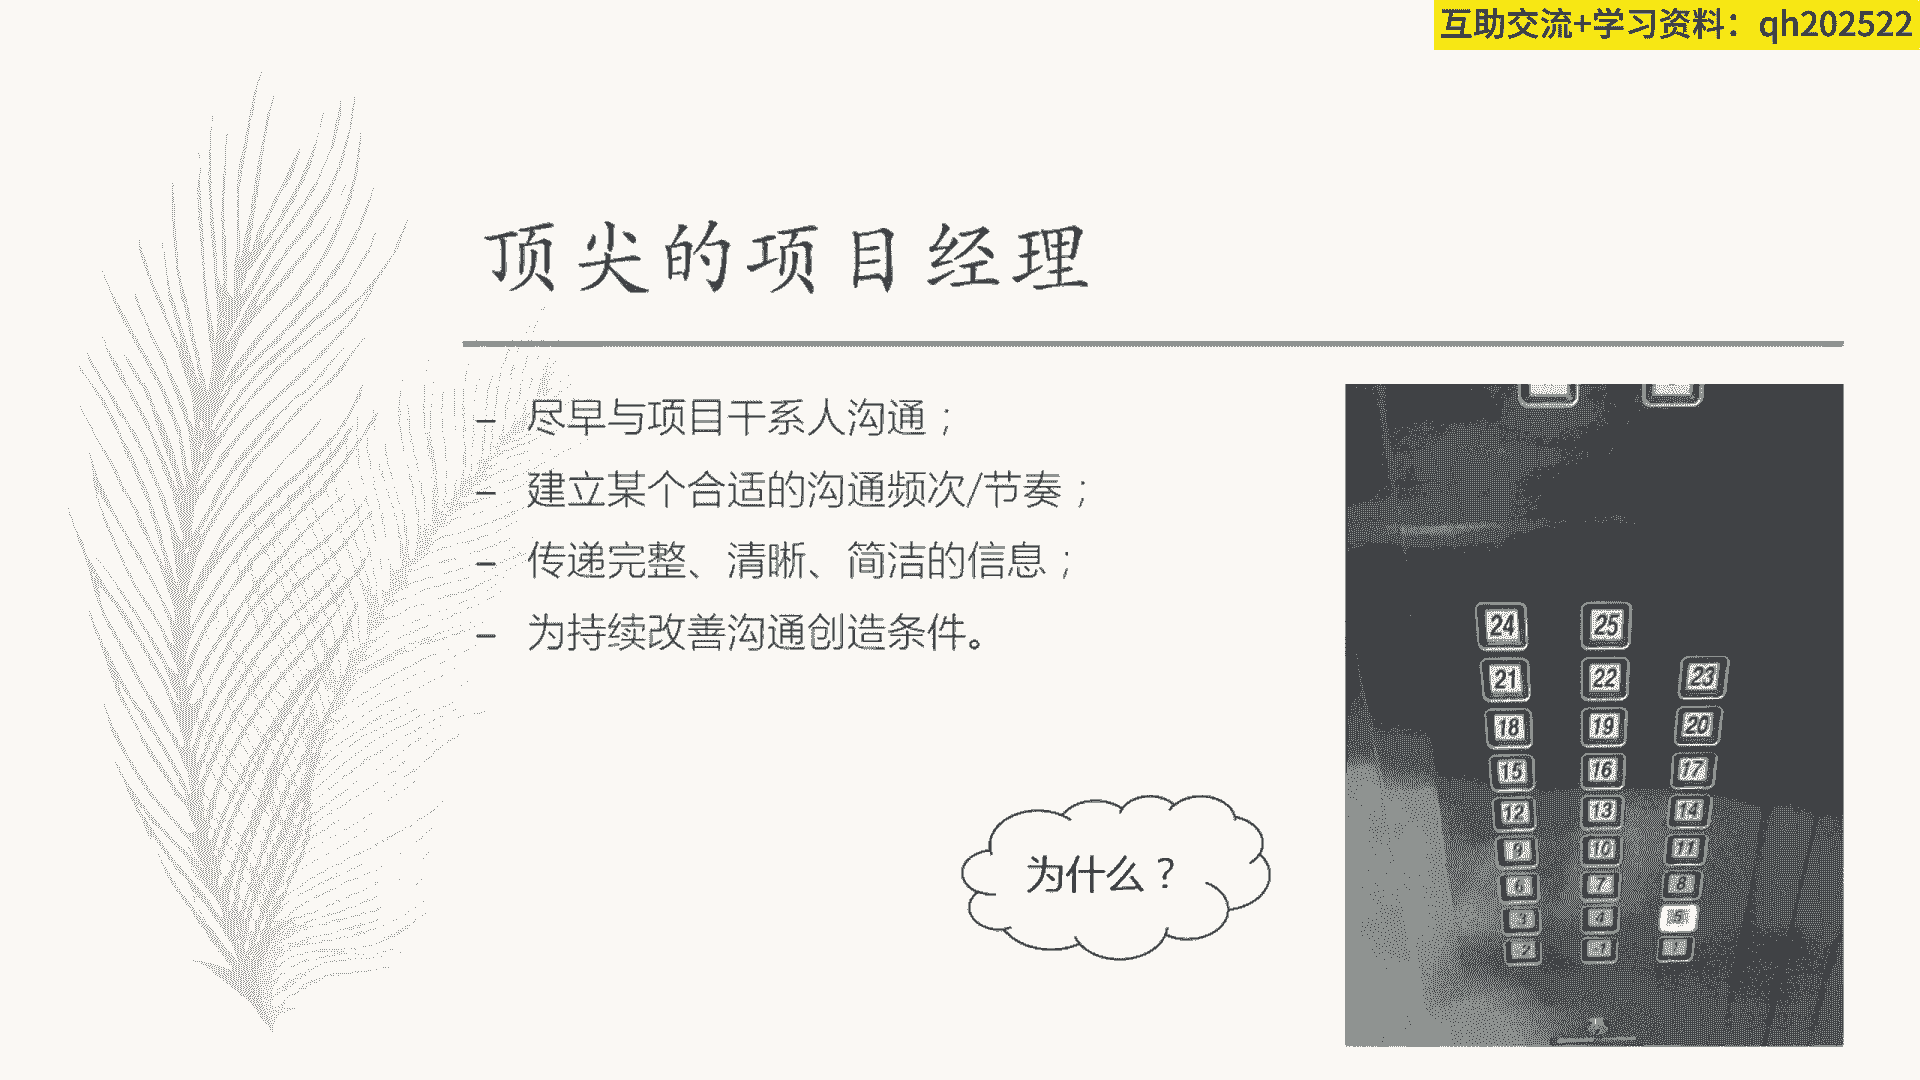 互助交流+学习资料：qh202522
顶尖的项目经理
– 尽早与项目干系人沟通；
– 建立某个合适的沟通频次/节奏；
– 传递完整、清晰、简洁的信息；
– 为持续改善沟通创造条件。
为什么？
24 25
21 22 23
18 19 20
15 16 17
12 13 14
9 10 11
6 7 8
3 4 5